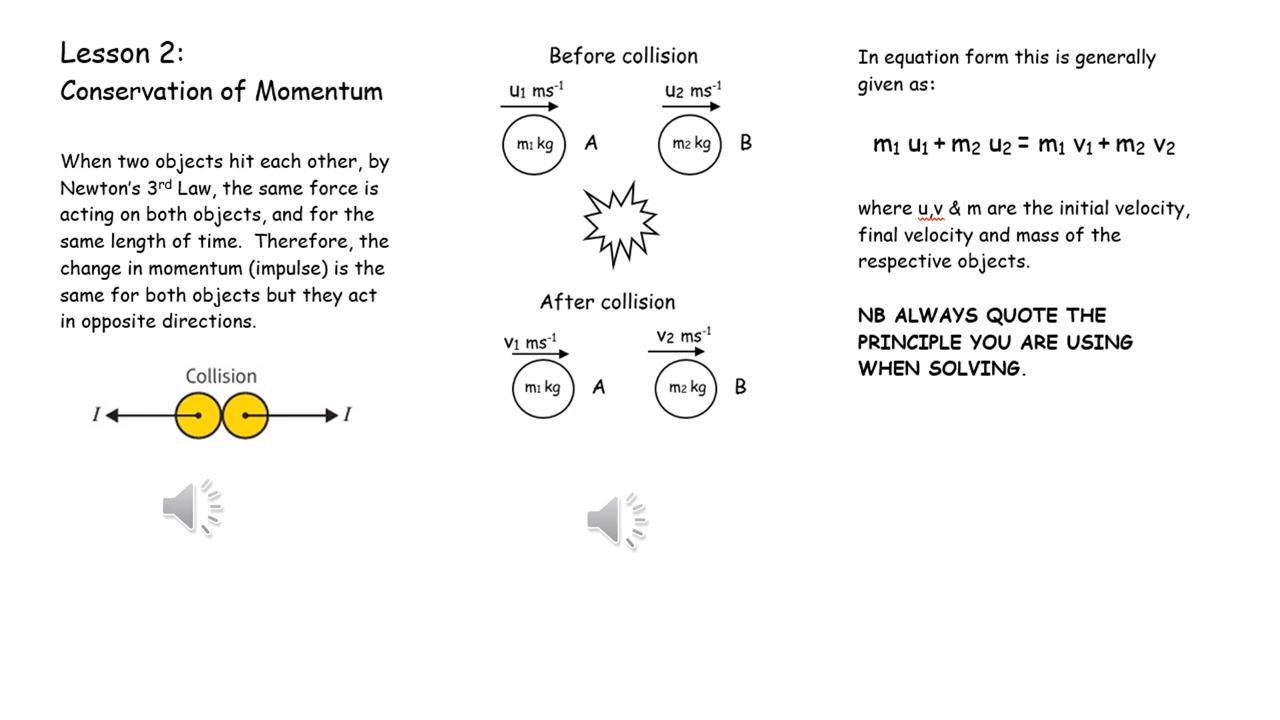 Lesson 2:
Conservation of Momentum
When two objects hit each other, by
Newton's 3rd Law, the same force is
acting on both objects, and for the
same length of time.  Therefore, the
change in momentum (impulse) is the
same for both objects but they act
in opposite directions.
Collision
I I
Before collision
u₁ ms⁻¹ u₂ ms⁻¹
m₁ kg A m₂ kg B
After collision
v₁ ms⁻¹ v₂ ms⁻¹
m₁ kg A m₂ kg B
In equation form this is generally
given as:
m₁ u₁ + m₂ u₂ = m₁ v₁ + m₂ v₂
where u,v & m are the initial velocity,
final velocity and mass of the
respective objects.
NB ALWAYS QUOTE THE
PRINCIPLE YOU ARE USING
WHEN SOLVING.